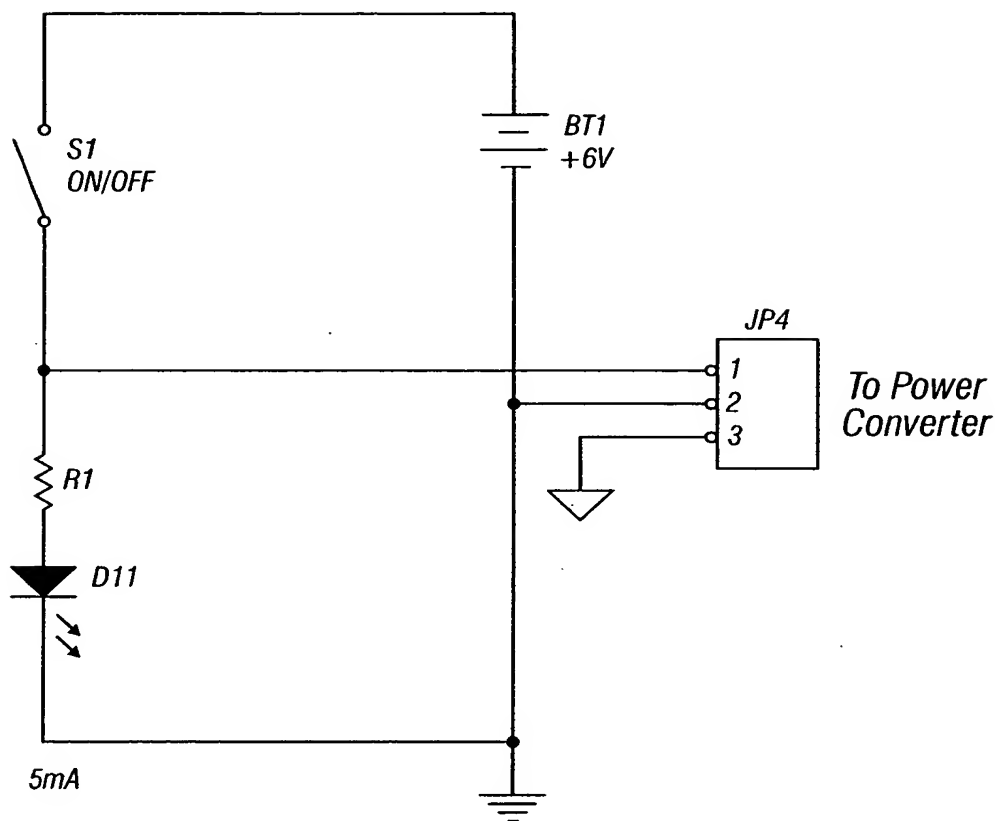 S1
ON/OFF
BT1
+6V
JP4
1
2
3
To Power
Converter
R1
D11
5mA